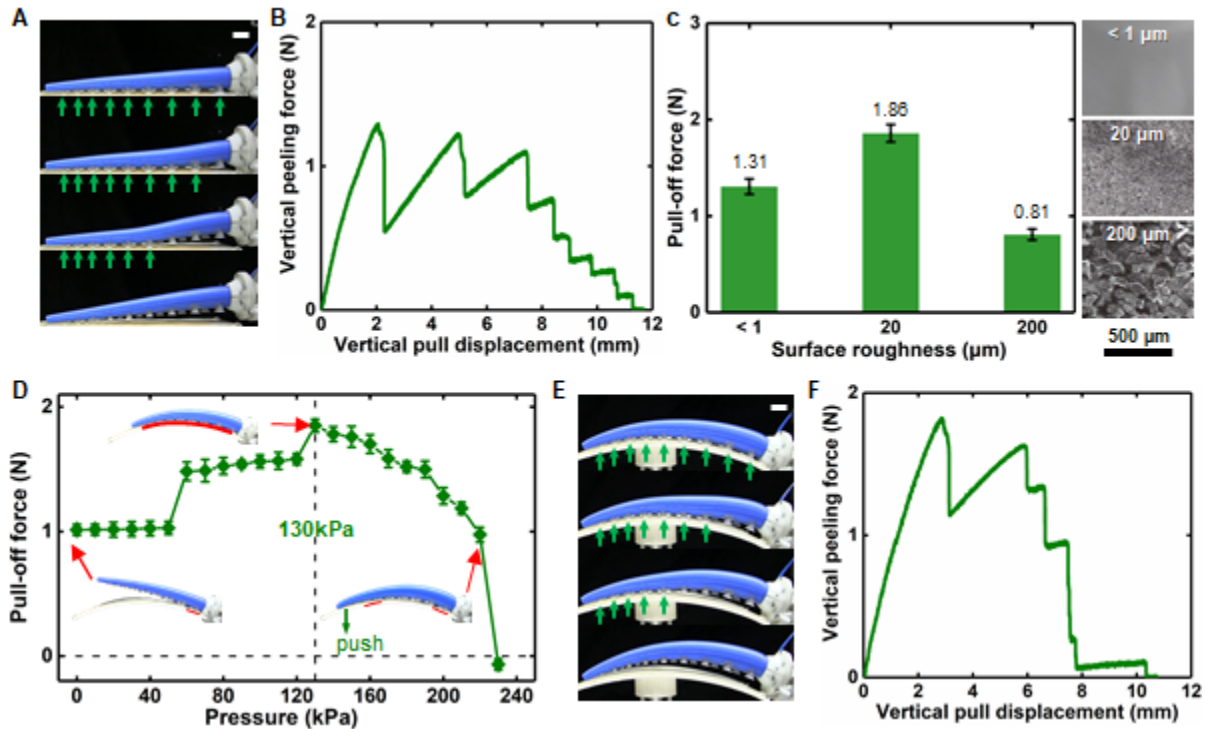 A
B
2
1
0
0
2
4
6
8
10
12
Vertical peeling force (N)
Vertical pull displacement (mm)
C
3
2
1
0
1.31
1.86
0.81
< 1
20
200
Pull-off force (N)
Surface roughness (µm)
< 1 µm
20 µm
200 µm
500 µm
D
2
1
0
130kPa
push
0
40
80
120
160
200
240
Pull-off force (N)
Pressure (kPa)
E
F
2
1
0
0
2
4
6
8
10
12
Vertical peeling force (N)
Vertical pull displacement (mm)